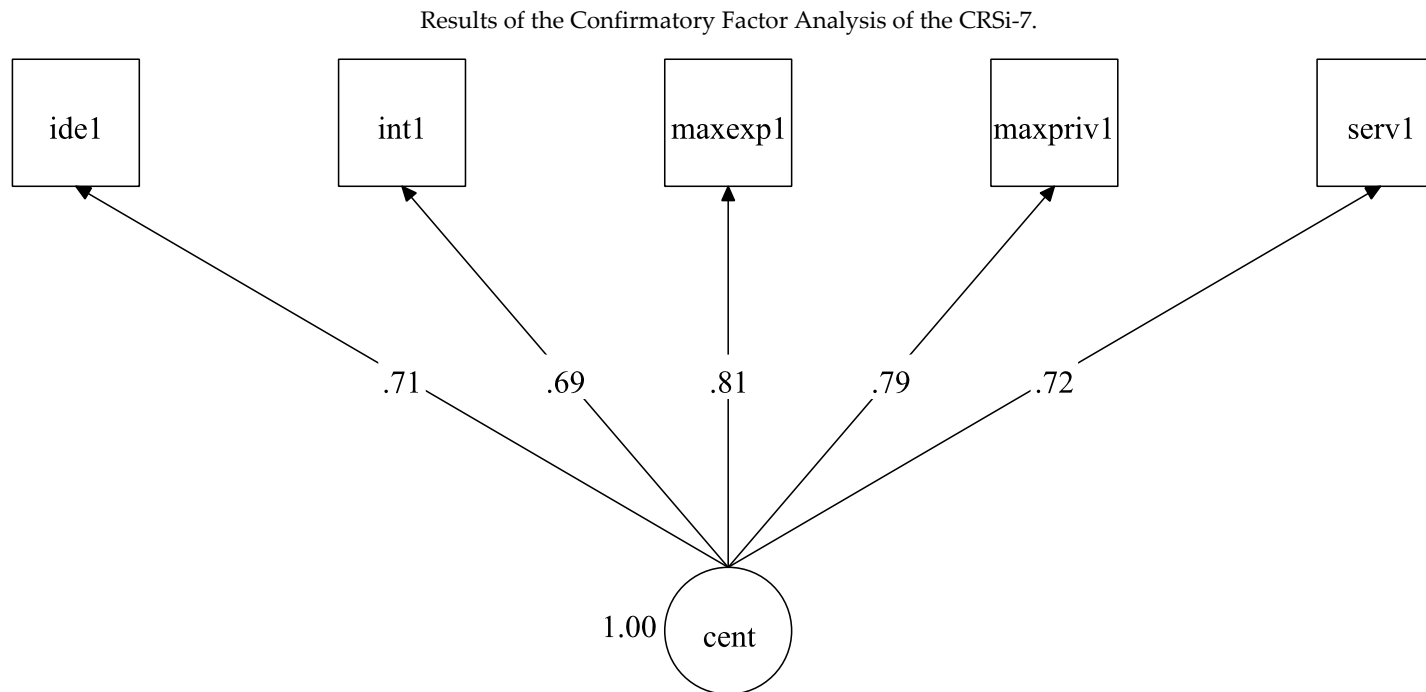 Results of the Confirmatory Factor Analysis of the CRSi-7.
ide1 int1 maxexp1 maxpriv1 serv1
.71 .69 .81 .79 .72
1.00 cent